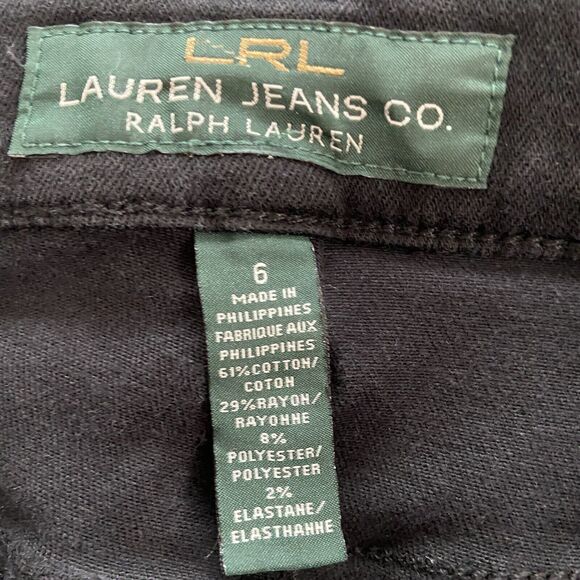 LRL
LAUREN JEANS CO.
RALPH LAUREN
6
MADE IN
PHILIPPINES
FABRIQUE AUX
PHILIPPINES
61%COTTON/
COTON
29%RAYON/
RAYOHNE
8%
POLYESTER/
POLYESTER
2%
ELASTANE/
ELASTHANNE